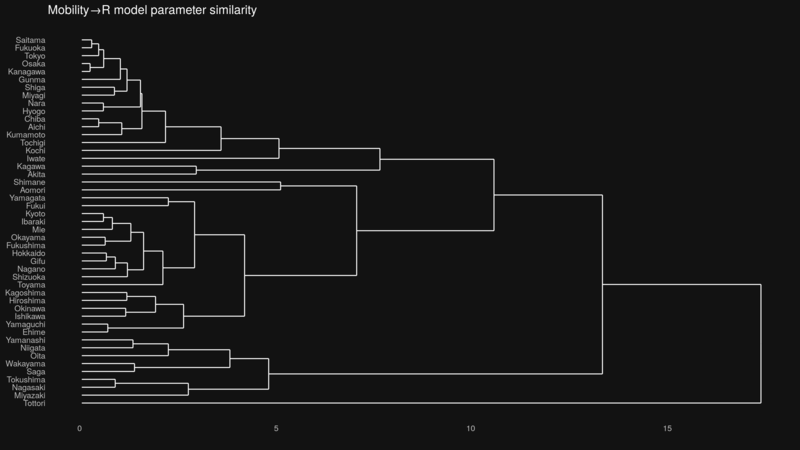 Mobility→R model parameter similarity
Saitama
Fukuoka
Tokyo
Osaka
Kanagawa
Gunma
Shiga
Miyagi
Nara
Hyogo
Chiba
Aichi
Kumamoto
Tochigi
Kochi
Iwate
Kagawa
Akita
Shimane
Aomori
Yamagata
Fukui
Kyoto
Ibaraki
Mie
Okayama
Fukushima
Hokkaido
Gifu
Nagano
Shizuoka
Toyama
Kagoshima
Hiroshima
Okinawa
Ishikawa
Yamaguchi
Ehime
Yamanashi
Niigata
Oita
Wakayama
Saga
Tokushima
Nagasaki
Miyazaki
Tottori
0 5 10 15